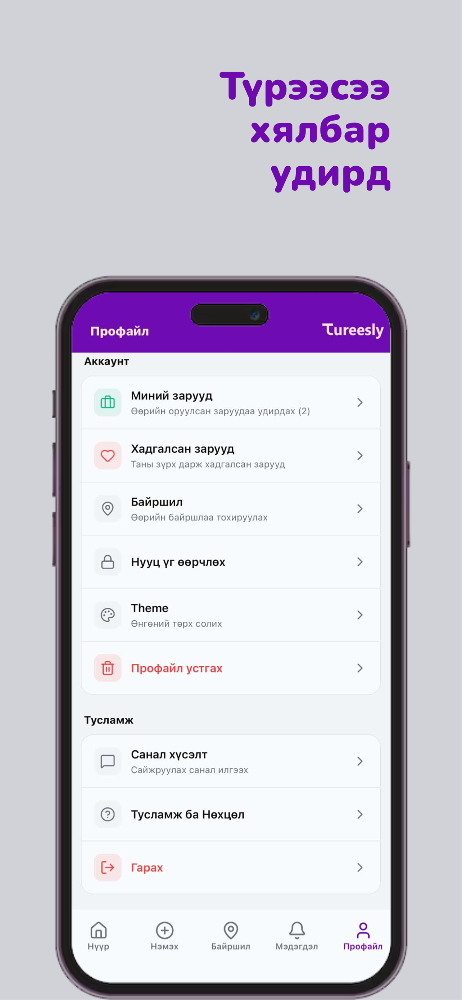 Түрээсээ
хялбар
удирд
Профайл
Tureesly
Аккаунт
Миний зарууд
Өөрийн оруулсан заруудаа удирдах (2)
Хадгалсан зарууд
Таны зүрх дарж хадгалсан зарууд
Байршил
Өөрийн байршлаа тохируулах
Нууц үг өөрчлөх
Theme
Өнгөний төрх солих
Профайл устгах
Тусламж
Санал хүсэлт
Сайжруулах санал илгээх
Тусламж ба Нөхцөл
Гарах
Нүүр
Нэмэх
Байршил
Мэдэгдэл
Профайл